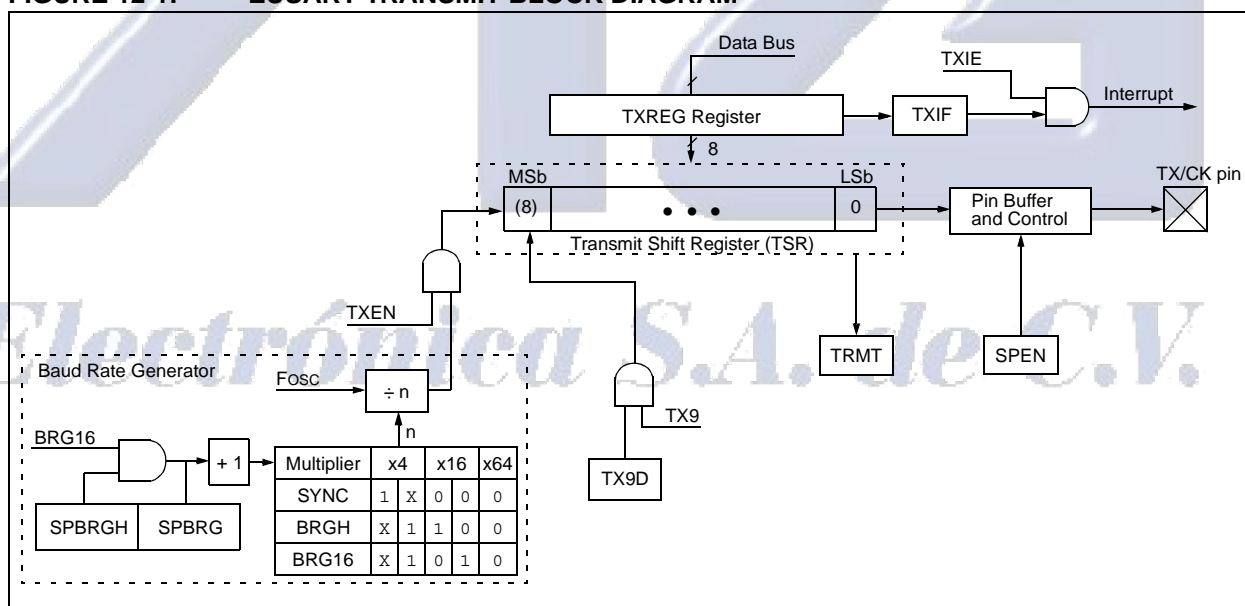 FIGURE 12-1: EUSART TRANSMIT BLOCK DIAGRAM
Data Bus
TXIE
Interrupt
TXREG Register
TXIF
8
MSb
LSb
TX/CK pin
(8)
• • •
0
Pin Buffer
and Control
Transmit Shift Register (TSR)
TXEN
TRMT
SPEN
Baud Rate Generator
FOSC
÷ n
n
TX9
BRG16
+ 1
Multiplier x4 x16 x64
SYNC 1 X 0 0 0
BRGH X 1 1 0 0
BRG16 X 1 0 1 0
TX9D
SPBRGH SPBRG
Electrónica S.A. de C.V.